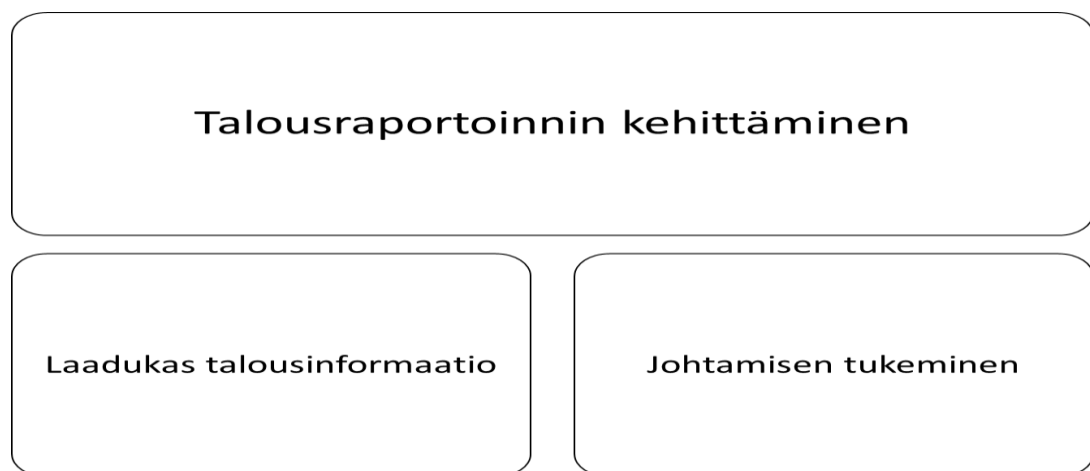 Talousraportoinnin kehittäminen
Laadukas talousinformaatio
Johtamisen tukeminen